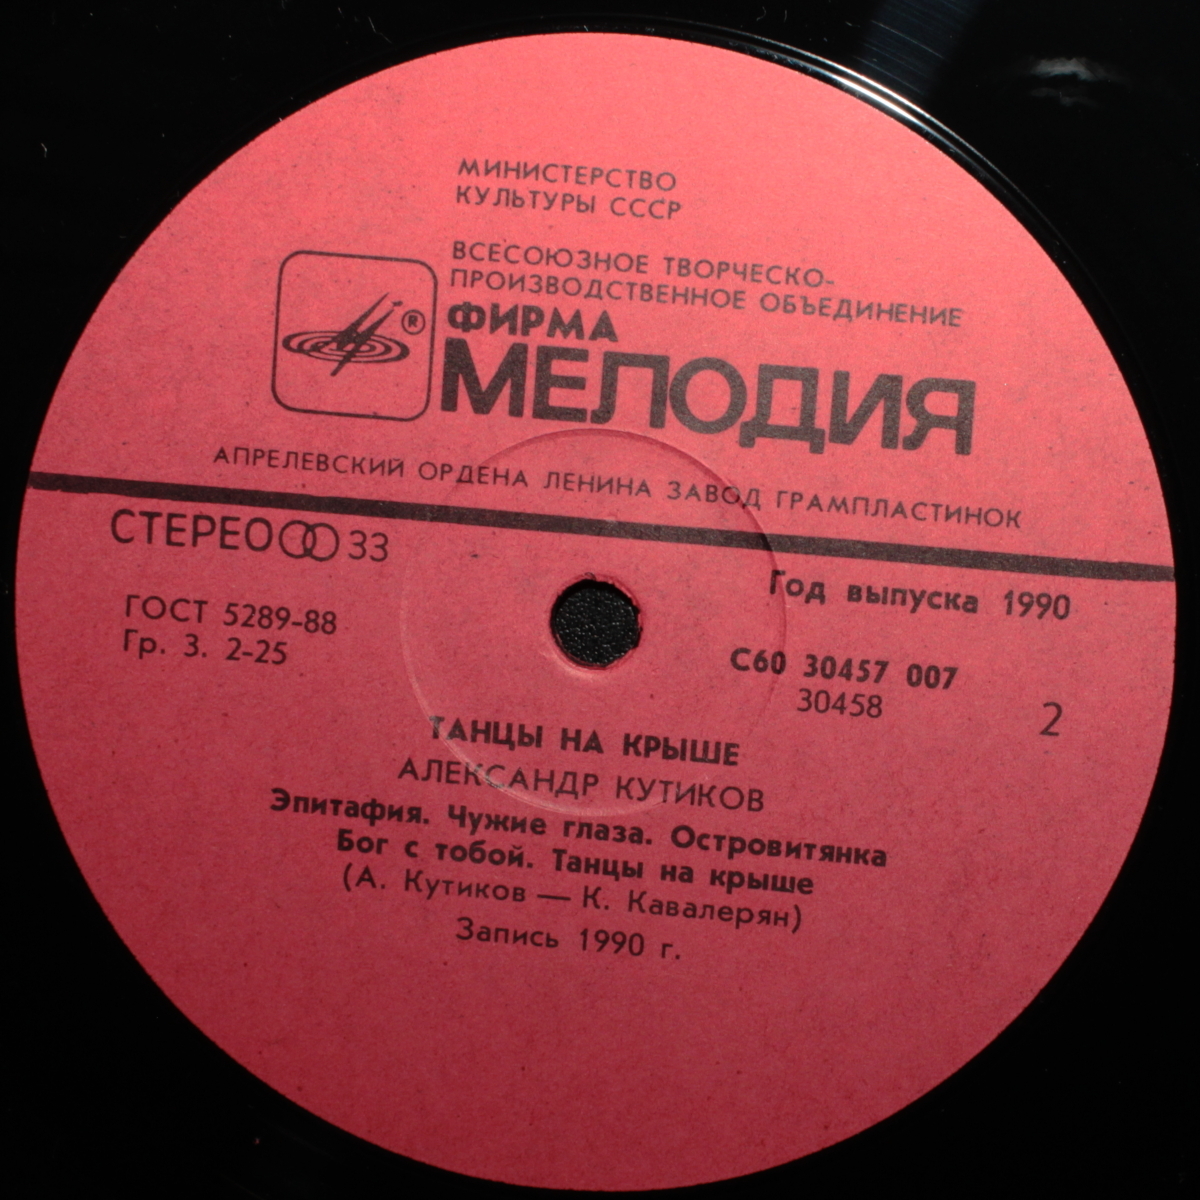 МИНИСТЕРСТВО
КУЛЬТУРЫ СССР
ВСЕСОЮЗНОЕ ТВОРЧЕСКО-
ПРОИЗВОДСТВЕННОЕ ОБЪЕДИНЕНИЕ
®
ФИРМА
МЕЛОДИЯ
АПРЕЛЕВСКИЙ ОРДЕНА ЛЕНИНА ЗАВОД ГРАМПЛАСТИНОК
СТЕРЕО 33
Год выпуска 1990
ГОСТ 5289-88
Гр. 3. 2-25
С60 30457 007
30458
2
ТАНЦЫ НА КРЫШЕ
АЛЕКСАНДР КУТИКОВ
Эпитафия. Чужие глаза. Островитянка
Бог с тобой. Танцы на крыше
(А. Кутиков — К. Кавалерян)
Запись 1990 г.